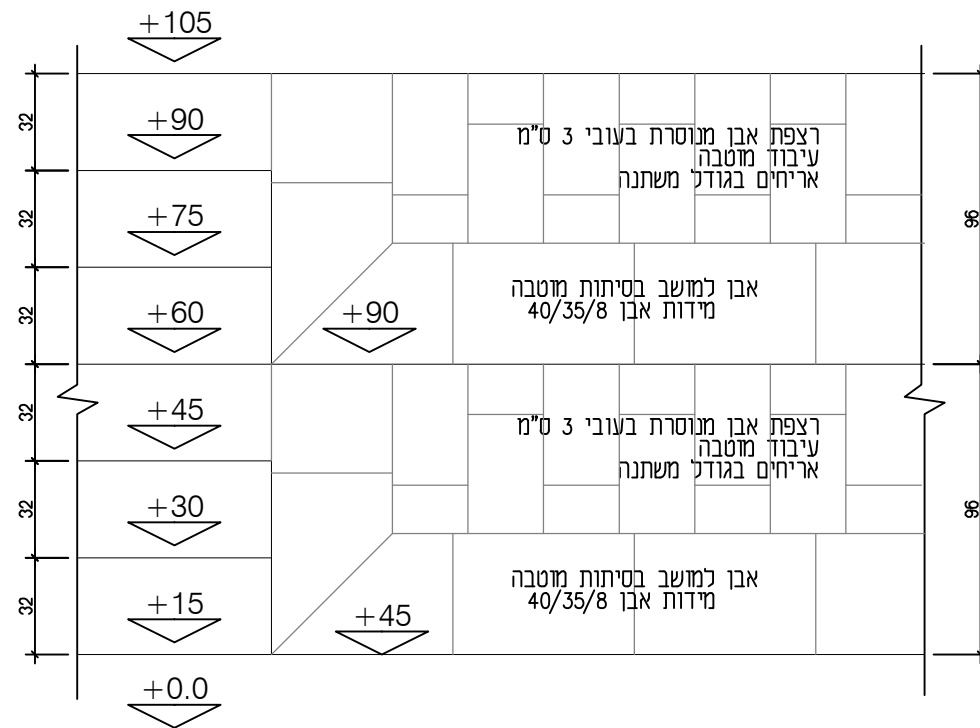 +105
+90
+75
+60
+90
+45
+30
+15
+45
+0.0
32
32
32
32
32
32
96
96
רצפת אבן מנוסרת בעובי 3 ס"מ
עיבוד מוטבה
אריחים בגודל משתנה
אבן למושב בסיתות מוטבה
מידות אבן 40/35/8
רצפת אבן מנוסרת בעובי 3 ס"מ
עיבוד מוטבה
אריחים בגודל משתנה
אבן למושב בסיתות מוטבה
מידות אבן 40/35/8